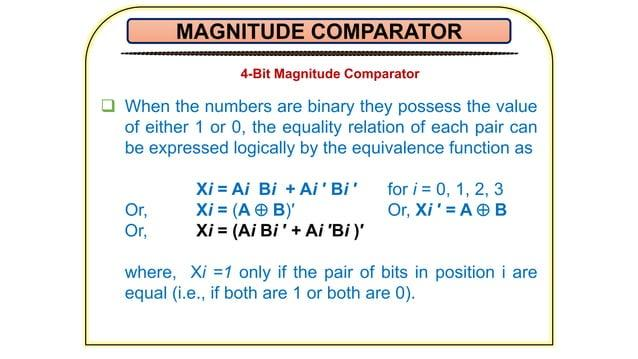 MAGNITUDE COMPARATOR
4-Bit Magnitude Comparator
❑ When the numbers are binary they possess the value
of either 1 or 0, the equality relation of each pair can
be expressed logically by the equivalence function as
Xi = Ai Bi + Ai ′ Bi ′ for i = 0, 1, 2, 3
Or, Xi = (A ⊕ B)′ Or, Xi ′ = A ⊕ B
Or, Xi = (Ai Bi ′ + Ai ′Bi )′
where, Xi =1 only if the pair of bits in position i are
equal (i.e., if both are 1 or both are 0).